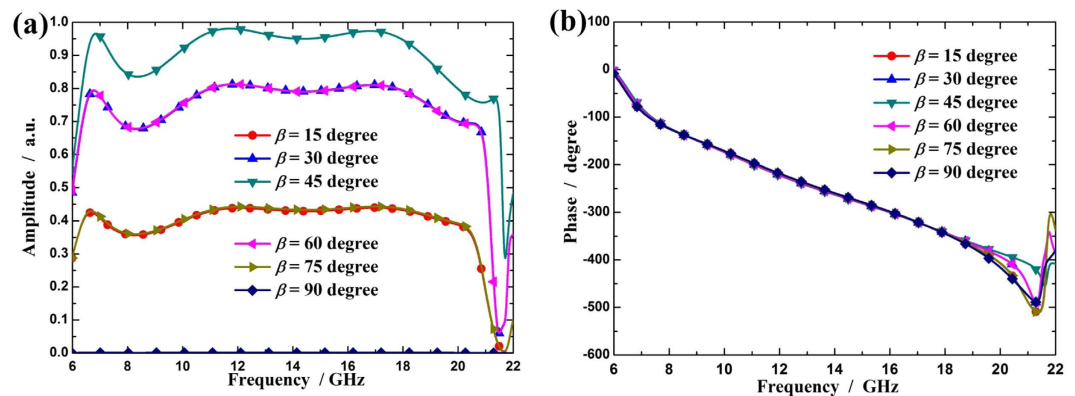 (a)
1.0
0.9
0.8
0.7
0.6
0.5
0.4
0.3
0.2
0.1
0.0
Amplitude / a.u.
β = 15 degree
β = 30 degree
β = 45 degree
β = 60 degree
β = 75 degree
β = 90 degree
6 8 10 12 14 16 18 20 22
Frequency / GHz
(b)
100
0
-100
-200
-300
-400
-500
-600
Phase / degree
β = 15 degree
β = 30 degree
β = 45 degree
β = 60 degree
β = 75 degree
β = 90 degree
6 8 10 12 14 16 18 20 22
Frequency / GHz